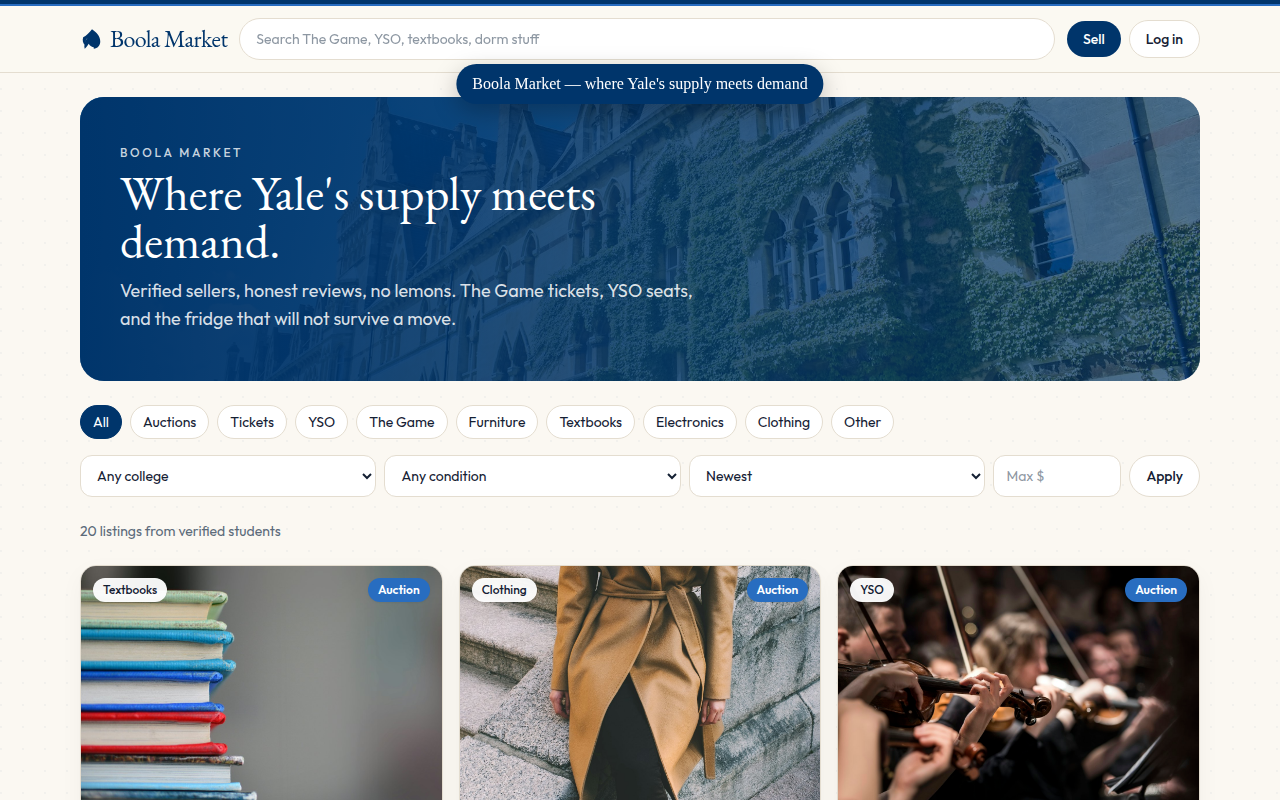 Boola Market
Search The Game, YSO, textbooks, dorm stuff
Sell
Log in
Boola Market — where Yale's supply meets demand
BOOLA MARKET
Where Yale's supply meets
demand.
Verified sellers, honest reviews, no lemons. The Game tickets, YSO seats,
and the fridge that will not survive a move.
All
Auctions
Tickets
YSO
The Game
Furniture
Textbooks
Electronics
Clothing
Other
Any college
Any condition
Newest
Max $
Apply
20 listings from verified students
Textbooks
Auction
Clothing
Auction
YSO
Auction